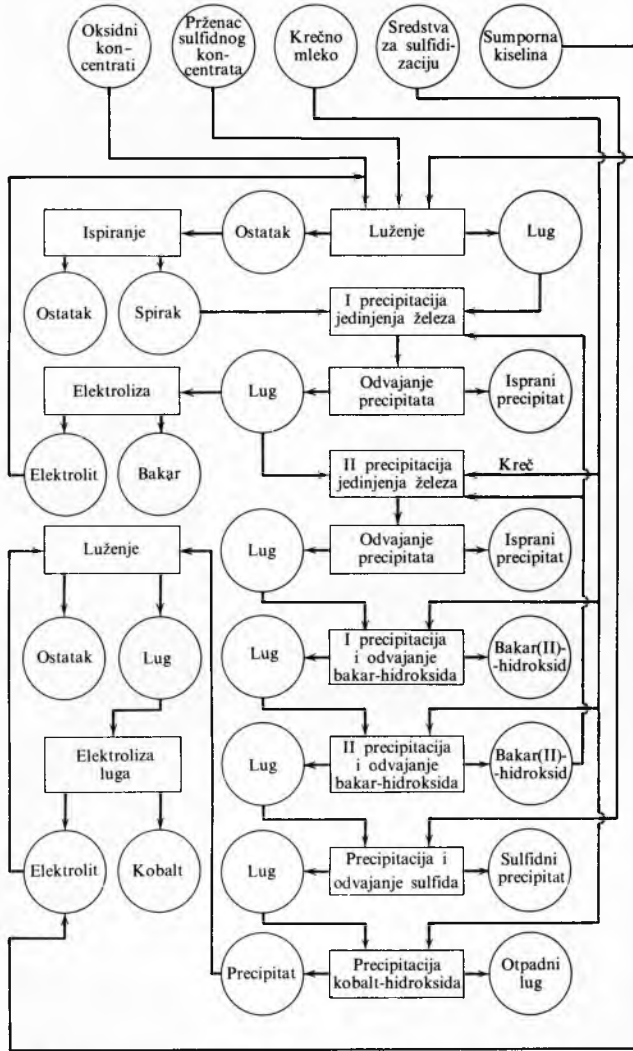 Oksidni kon-
centrati
Prženac
sulfidnog
kon-
centrata
Krečno
mleko
Sredstva
za sulfidi-
zaciju
Sumporna
kiselina
Ispiranje
Ostatak
Luženje
Lug
Ostatak
Spirak
I precipitacija
jedinjenja železa
Elektroliza
Lug
Odvajanje
precipitata
Isprani
precipitat
Elektrolit
Bakar
II precipitacija
jedinjenja železa
Kreč
Luženje
Lug
Odvajanje
precipitata
Isprani
precipitat
Ostatak
Lug
Lug
I precipitacija
i odvajanje
bakar-hidroksida
Bakar(II)-
-hidroksid
Elektroliza
luga
Lug
II precipitacija
i odvajanje
bakar-hidroksida
Bakar(II)-
-hidroksid
Elektrolit
Kobalt
Lug
Precipitacija i
odvajanje sulfida
Sulfidni
precipitat
Precipitat
Precipitacija
kobalt-hidroksida
Otpadni
lug